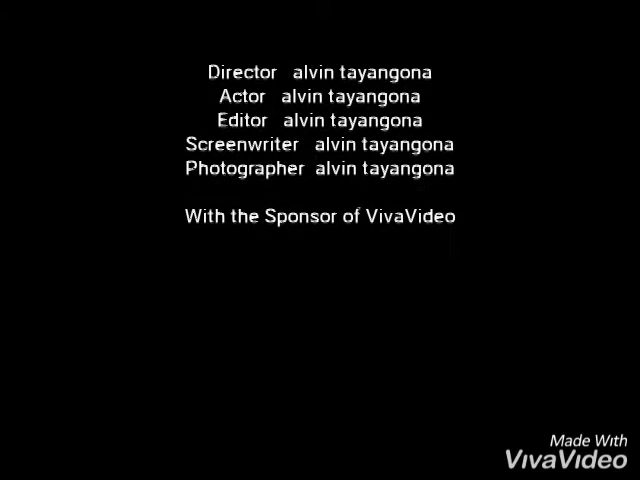 Director alvin tayangona
Actor alvin tayangona
Editor alvin tayangona
Screenwriter alvin tayangona
Photographer alvin tayangona
With the Sponsor of VivaVideo
Made With
VivaVideo